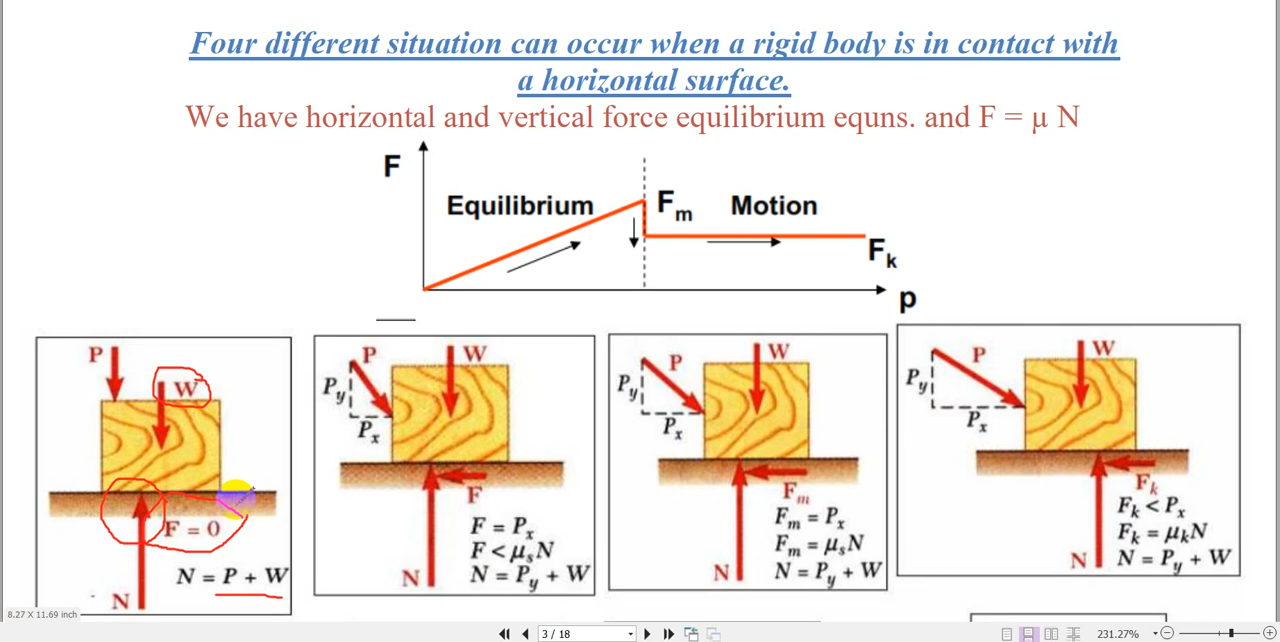 Four different situation can occur when a rigid body is in contact with
a horizontal surface.
We have horizontal and vertical force equilibrium equns. and F = μ N
F
Equilibrium
Fm
Motion
Fk
p
P
W
F = 0
N = P + W
N
P
W
Py
Px
F
F = Px
F < μsN
N = Py + W
N
P
W
Py
Px
Fm
Fm = Px
Fm = μsN
N = Py + W
N
P
W
Py
Px
Fk
Fk < Px
Fk = μkN
N = Py + W
N
8.27 X 11.69 inch
3 / 18
231.27%